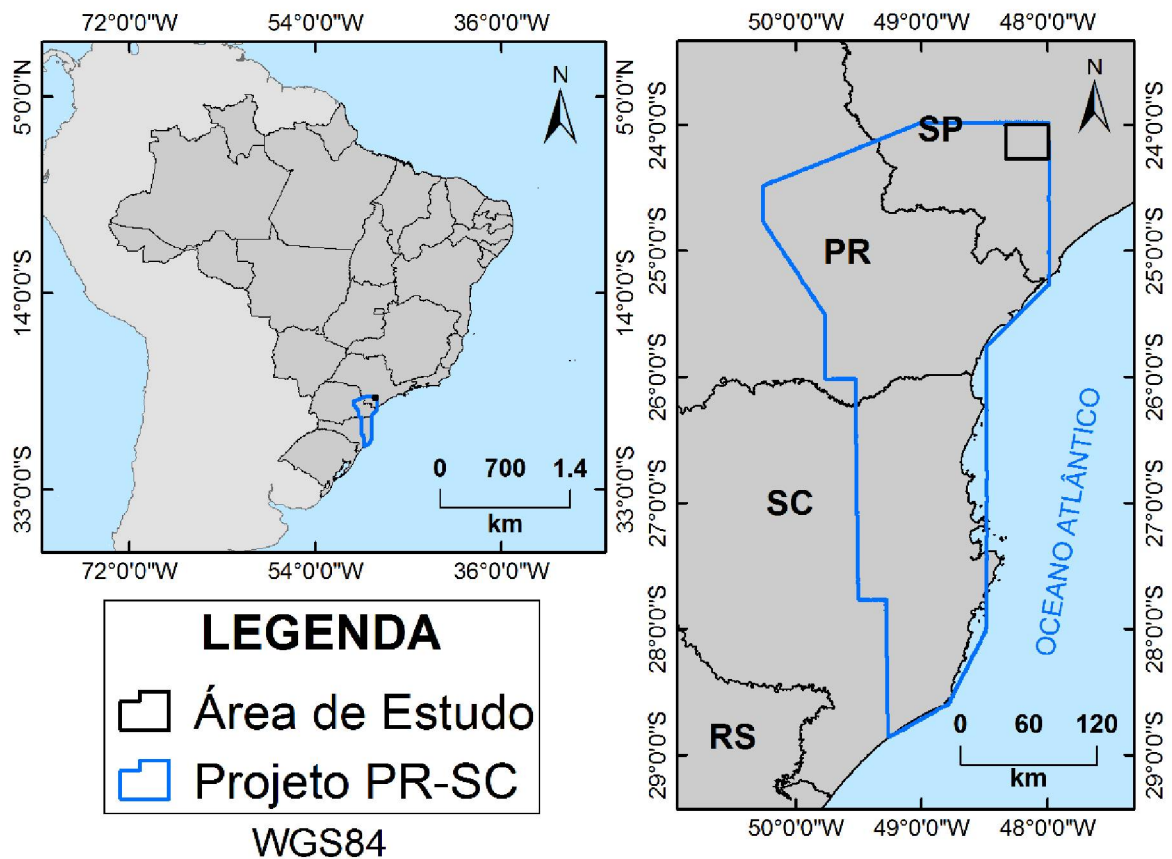 72°0'0"W 54°0'0"W 36°0'0"W
5°0'0"N
14°0'0"S
33°0'0"S
N
5°0'0"N
14°0'0"S
33°0'0"S
0 700 1.4
km
72°0'0"W 54°0'0"W 36°0'0"W
LEGENDA
Área de Estudo
Projeto PR-SC
WGS84
50°0'0"W 49°0'0"W 48°0'0"W
24°0'0"S
25°0'0"S
26°0'0"S
27°0'0"S
28°0'0"S
29°0'0"S
N
SP
PR
SC
RS
OCEANO ATLÂNTICO
0 60 120
km
24°0'0"S
25°0'0"S
26°0'0"S
27°0'0"S
28°0'0"S
29°0'0"S
50°0'0"W 49°0'0"W 48°0'0"W